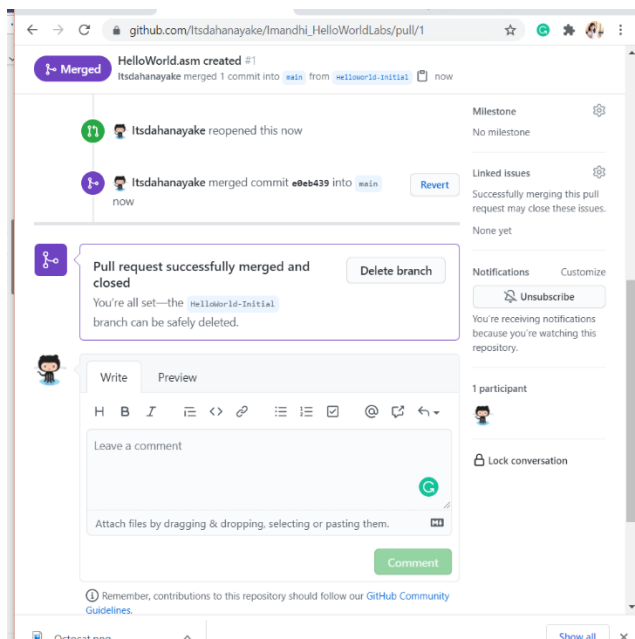 github.com/Itsdahanayake/Imandhi_HelloWorldLabs/pull/1
Merged
HelloWorld.asm created #1
Itsdahanayake merged 1 commit into main from HelloWorld-Initial now
Itsdahanayake reopened this now
Itsdahanayake merged commit e0eb439 into main
now
Revert
Pull request successfully merged and
closed
You're all set—the HelloWorld-Initial
branch can be safely deleted.
Delete branch
Write Preview
H B I
Leave a comment
Attach files by dragging & dropping, selecting or pasting them.
Comment
Remember, contributions to this repository should follow our GitHub Community
Guidelines.
Milestone
No milestone
Linked issues
Successfully merging this pull
request may close these issues.
None yet
Notifications Customize
Unsubscribe
You're receiving notifications
because you're watching this
repository.
1 participant
Lock conversation
Octocat.png
Show all